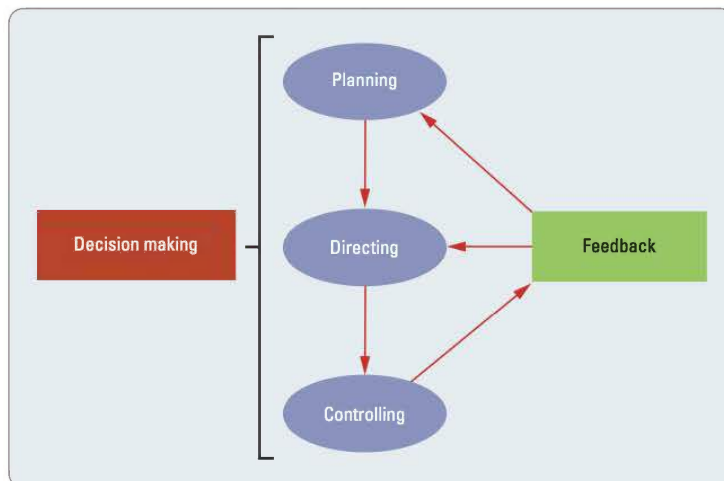 Planning
Decision making
Directing
Feedback
Controlling